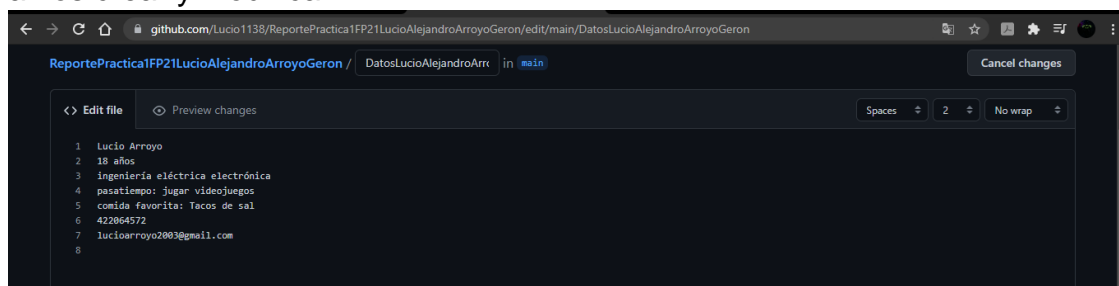 github.com/Lucio1138/ReportePractica1FP21LucioAlejandroArroyoGeron/edit/main/DatosLucioAlejandroArroyoGeron
ReportePractica1FP21LucioAlejandroArroyoGeron / DatosLucioAlejandroArrc in main Cancel changes
<> Edit file Preview changes Spaces 2 No wrap
1 Lucio Arroyo
2 18 años
3 ingeniería eléctrica electrónica
4 pasatiempo: jugar videojuegos
5 comida favorita: Tacos de sal
6 422064572
7 lucioarroyo2003@gmail.com
8